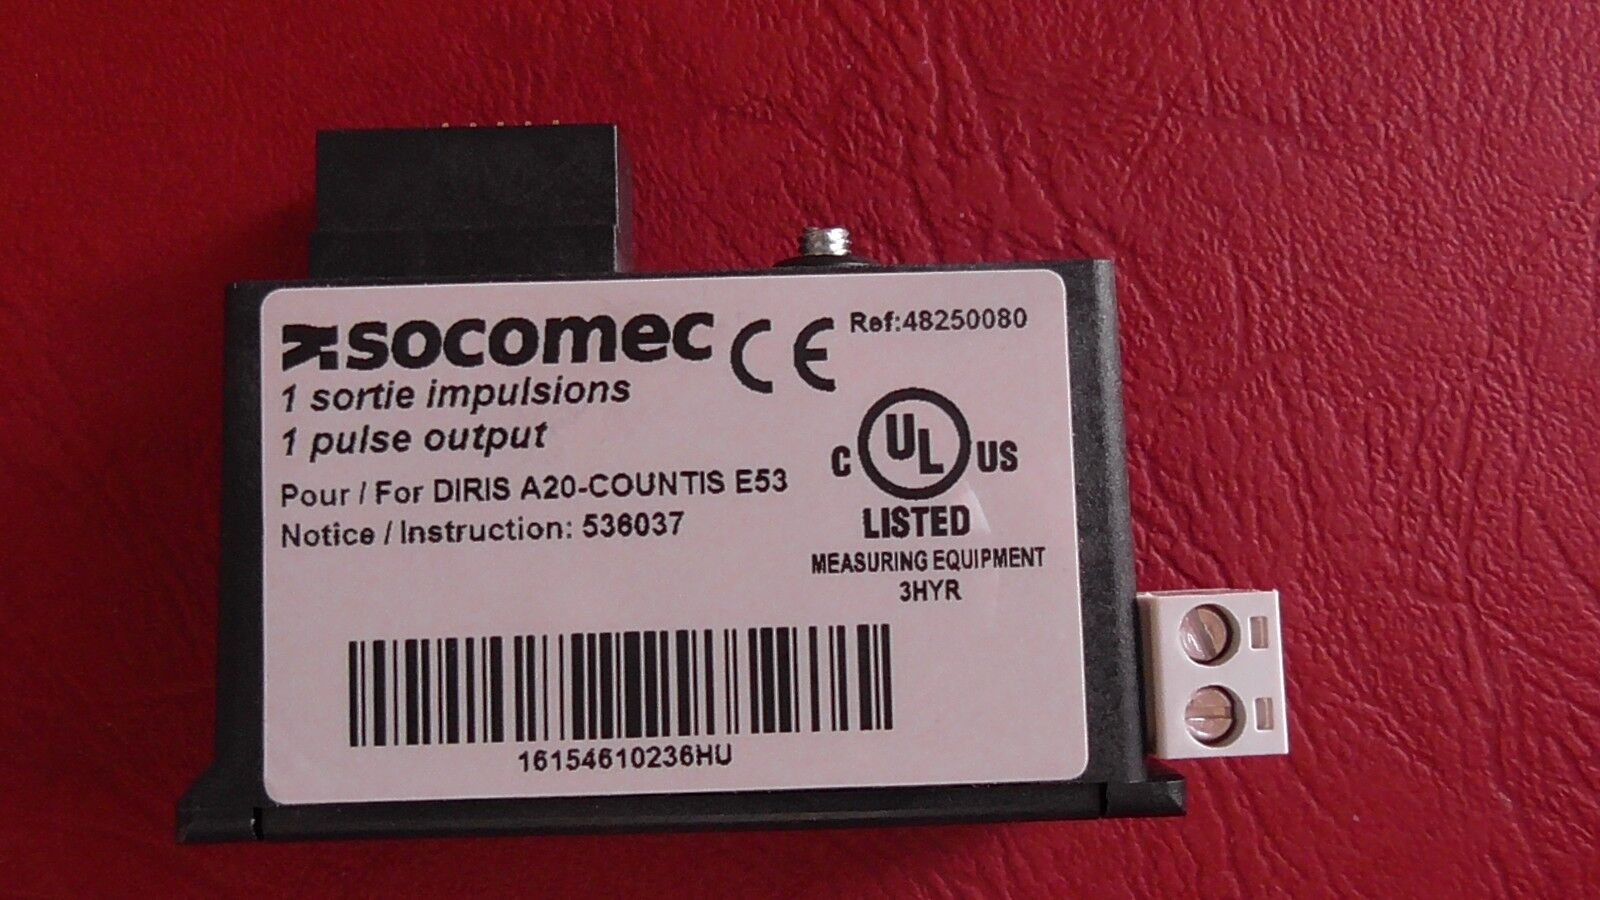 socomec
CE
Ref:48250080
1 sortie impulsions
1 pulse output
Pour / For DIRIS A20-COUNTIS E53
Notice / Instruction: 536037
C UL US
LISTED
MEASURING EQUIPMENT
3HYR
16154610236HU